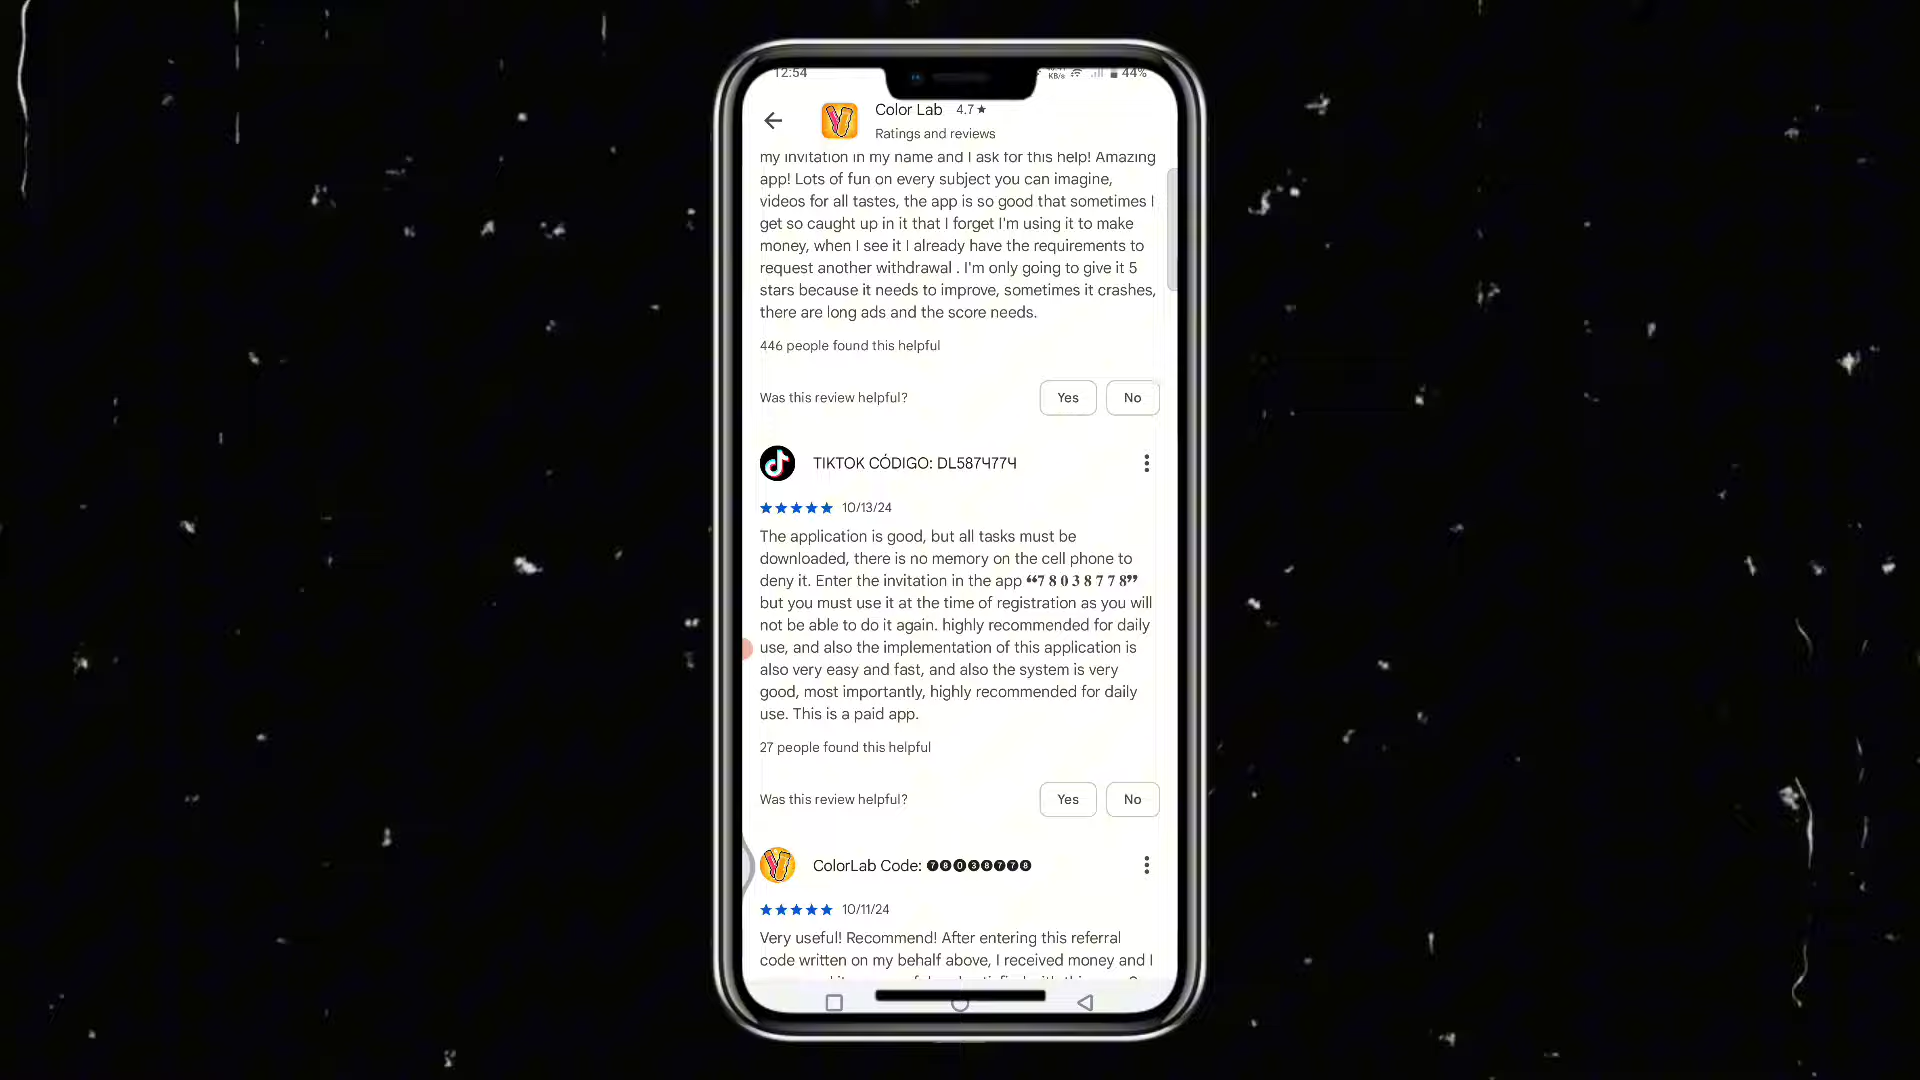 12:54
KB/s 44%
Color Lab 4.7★
Ratings and reviews
my invitation in my name and I ask for this help! Amazing
app! Lots of fun on every subject you can imagine,
videos for all tastes, the app is so good that sometimes I
get so caught up in it that I forget I'm using it to make
money, when I see it I already have the requirements to
request another withdrawal . I'm only going to give it 5
stars because it needs to improve, sometimes it crashes,
there are long ads and the score needs.
446 people found this helpful
Was this review helpful? Yes No
TIKTOK CÓDIGO: DL587Ч77Ч
★★★★★ 10/13/24
The application is good, but all tasks must be
downloaded, there is no memory on the cell phone to
deny it. Enter the invitation in the app ❝𝟕 𝟖 𝟎 𝟑 𝟖 𝟕 𝟕 𝟖❞
but you must use it at the time of registration as you will
not be able to do it again. highly recommended for daily
use, and also the implementation of this application is
also very easy and fast, and also the system is very
good, most importantly, highly recommended for daily
use. This is a paid app.
27 people found this helpful
Was this review helpful? Yes No
ColorLab Code: ❼❽⓿❸❽❼❼❽
★★★★★ 10/11/24
Very useful! Recommend! After entering this referral
code written on my behalf above, I received money and I